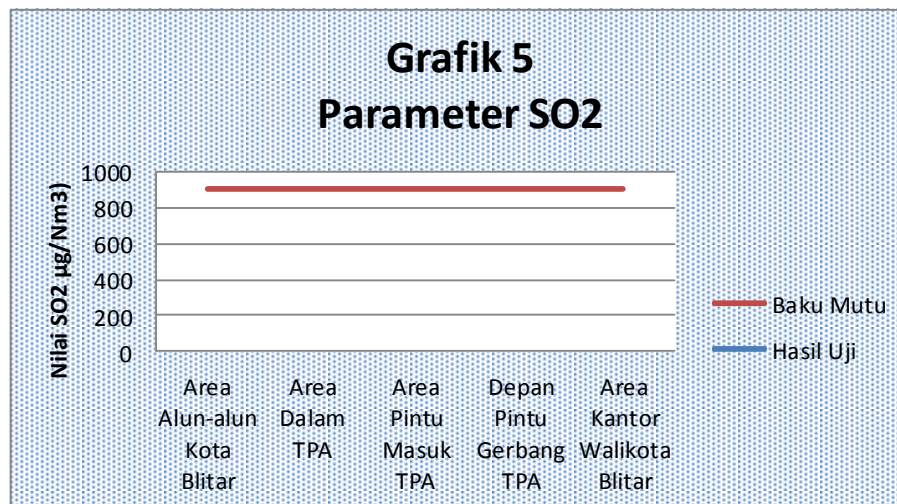 Grafik 5
Parameter SO2
Nilai SO2 µg/Nm3)
1000
800
600
400
200
0
Area
Alun-alun
Kota
Blitar
Area
Dalam
TPA
Area
Pintu
Masuk
TPA
Depan
Pintu
Gerbang
TPA
Area
Kantor
Walikota
Blitar
Baku Mutu
Hasil Uji